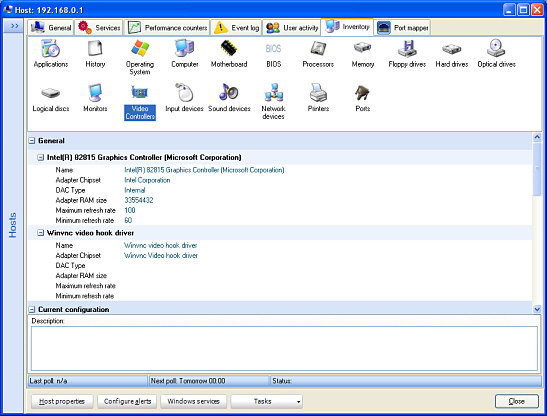 Host: 192.168.0.1
>>
General Services Performance counters Event log User activity Inventory Port mapper
Applications History Operating System Computer Motherboard BIOS Processors Memory Floppy drives Hard drives Optical drives
Logical discs Monitors Video Controllers Input devices Sound devices Network devices Printers Ports
Hosts
General
Intel(R) 82815 Graphics Controller (Microsoft Corporation)
Name Intel(R) 82815 Graphics Controller (Microsoft Corporation)
Adapter Chipset Intel Corporation
DAC Type Internal
Adapter RAM size 33554432
Maximum refresh rate 100
Minimum refresh rate 60
Winvnc video hook driver
Name Winvnc video hook driver
Adapter Chipset Winvnc Video hook driver
DAC Type
Adapter RAM size
Maximum refresh rate
Minimum refresh rate
Current configuration
Description:
Last poll: n/a Next poll: Tomorrow 00:00 Status:
Host properties Configure alerts Windows services Tasks Close